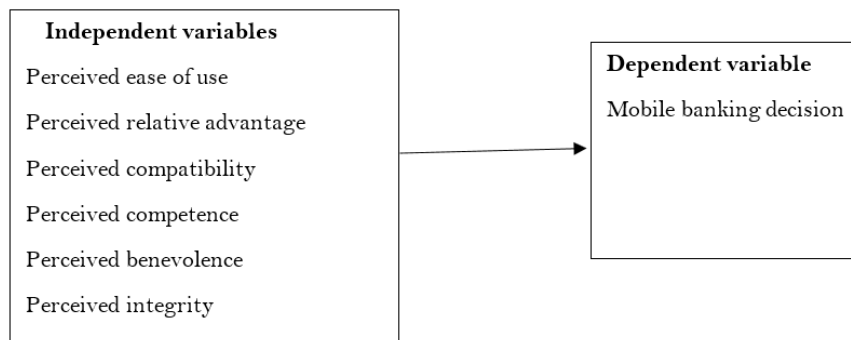 Independent variables
Perceived ease of use
Perceived relative advantage
Perceived compatibility
Perceived competence
Perceived benevolence
Perceived integrity
Dependent variable
Mobile banking decision